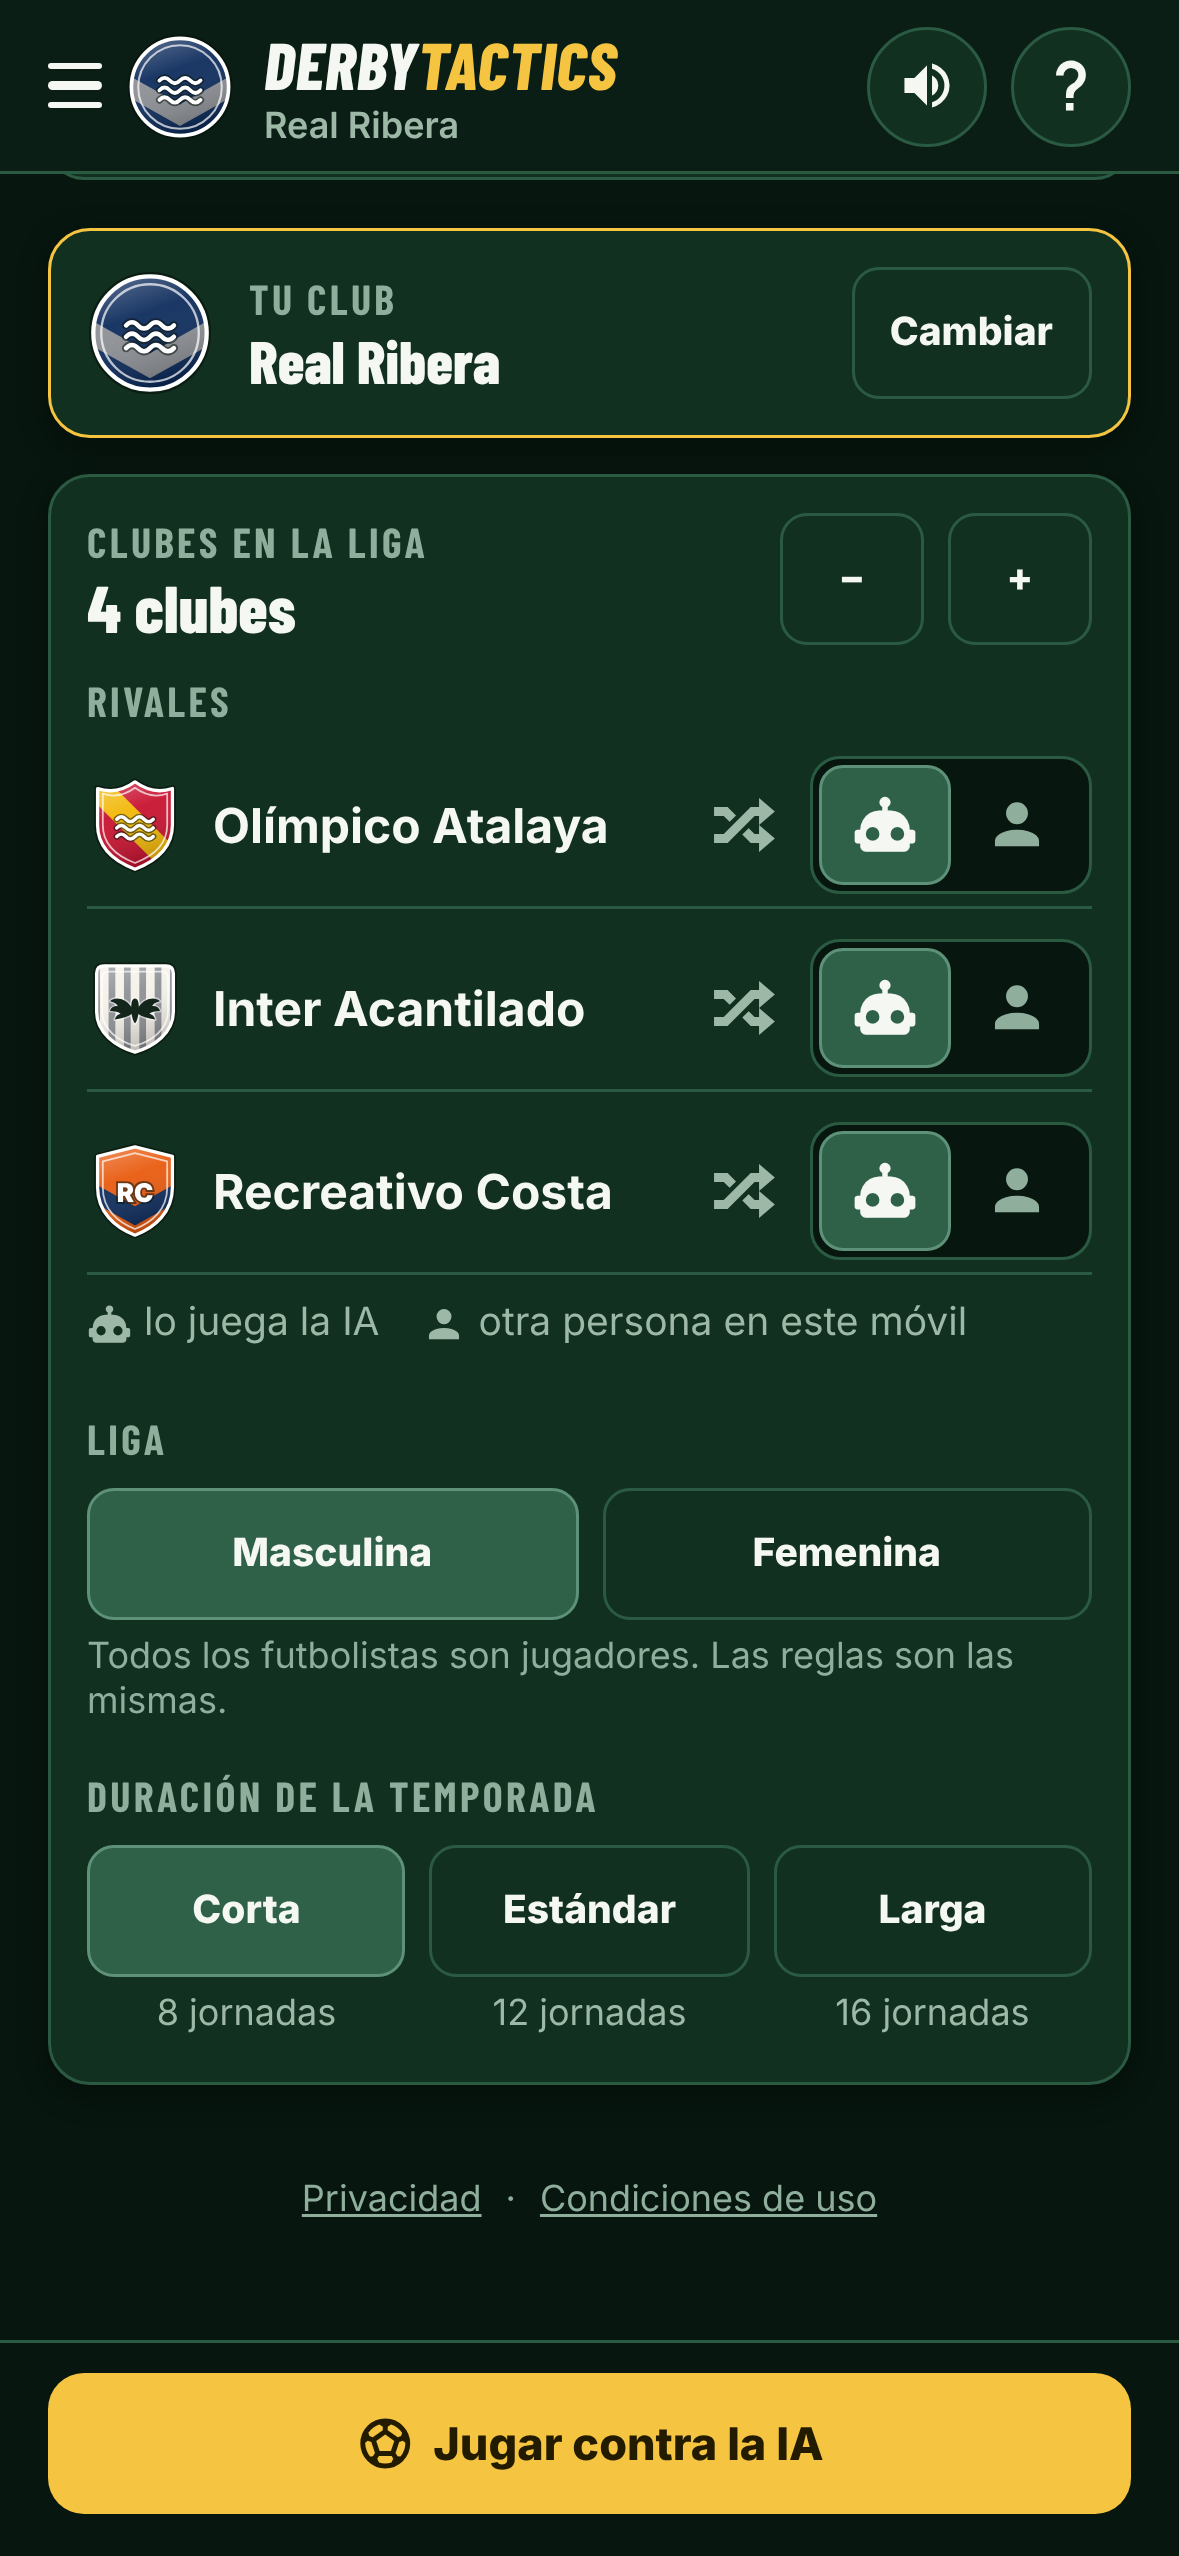 DERBYTACTICS
Real Ribera
?
TU CLUB
Real Ribera
Cambiar
CLUBES EN LA LIGA
4 clubes
− +
RIVALES
Olímpico Atalaya
Inter Acantilado
RC
Recreativo Costa
lo juega la IA otra persona en este móvil
LIGA
Masculina Femenina
Todos los futbolistas son jugadores. Las reglas son las
mismas.
DURACIÓN DE LA TEMPORADA
Corta Estándar Larga
8 jornadas 12 jornadas 16 jornadas
Privacidad · Condiciones de uso
Jugar contra la IA